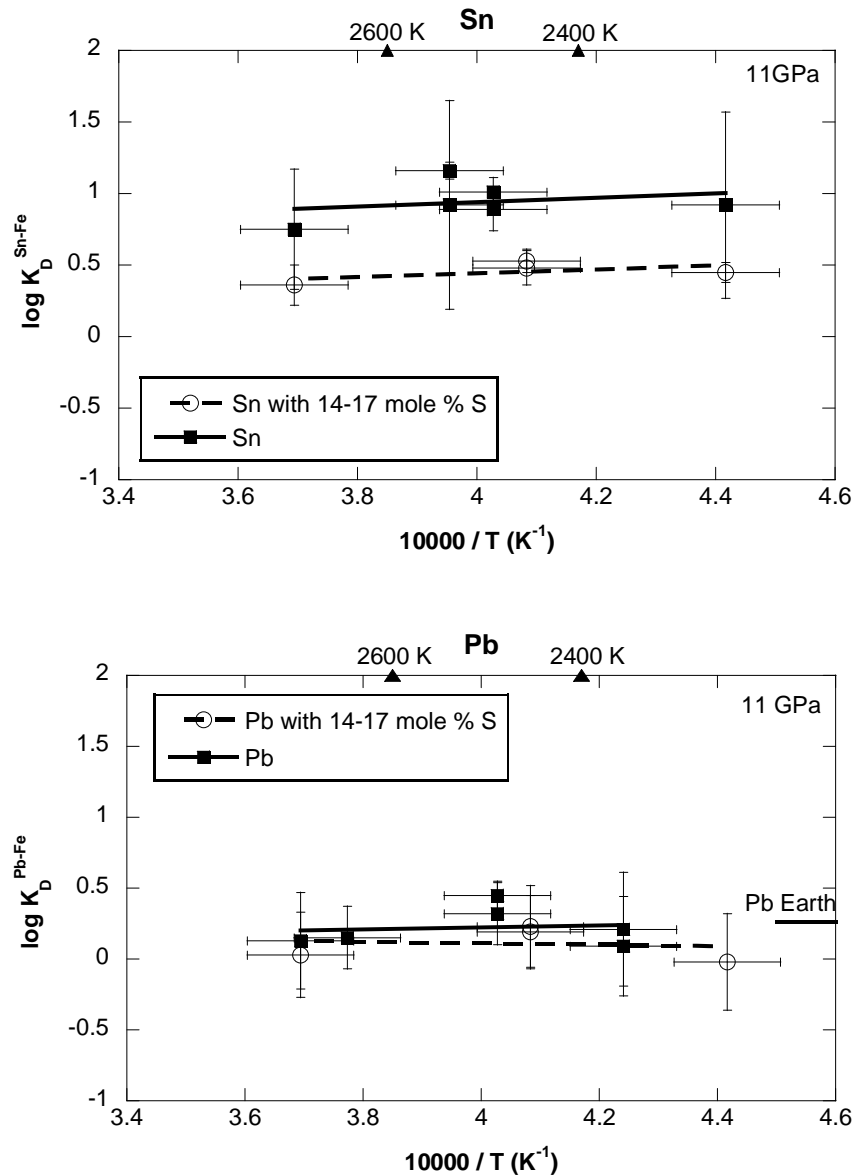 Sn
2600 K 2400 K
2
11GPa
1.5
1
0.5
0
-0.5
-1
log K_D^Sn-Fe
Sn with 14-17 mole % S
Sn
3.4 3.6 3.8 4 4.2 4.4 4.6
10000 / T (K^-1)
Pb
2600 K 2400 K
2
11 GPa
Pb with 14-17 mole % S
Pb
1.5
1
0.5
0
-0.5
-1
log K_D^Pb-Fe
Pb Earth
3.4 3.6 3.8 4 4.2 4.4 4.6
10000 / T (K^-1)